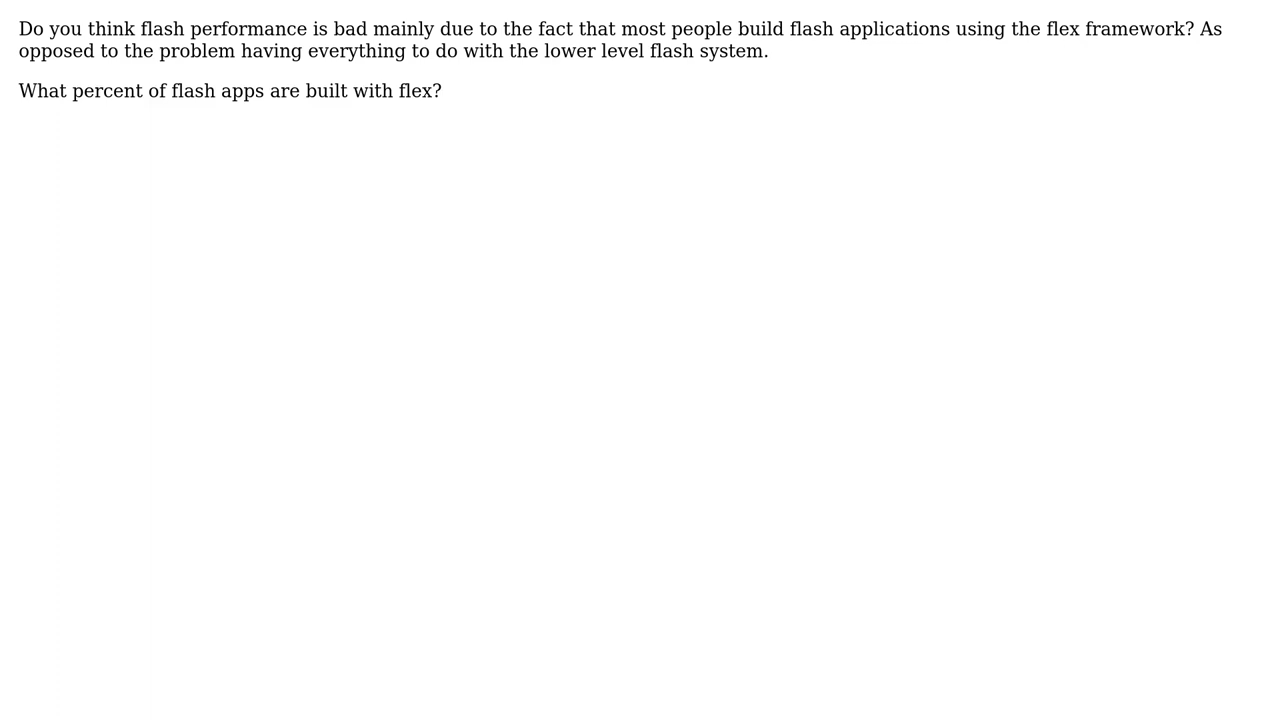 Do you think flash performance is bad mainly due to the fact that most people build flash applications using the flex framework? As
opposed to the problem having everything to do with the lower level flash system.
What percent of flash apps are built with flex?